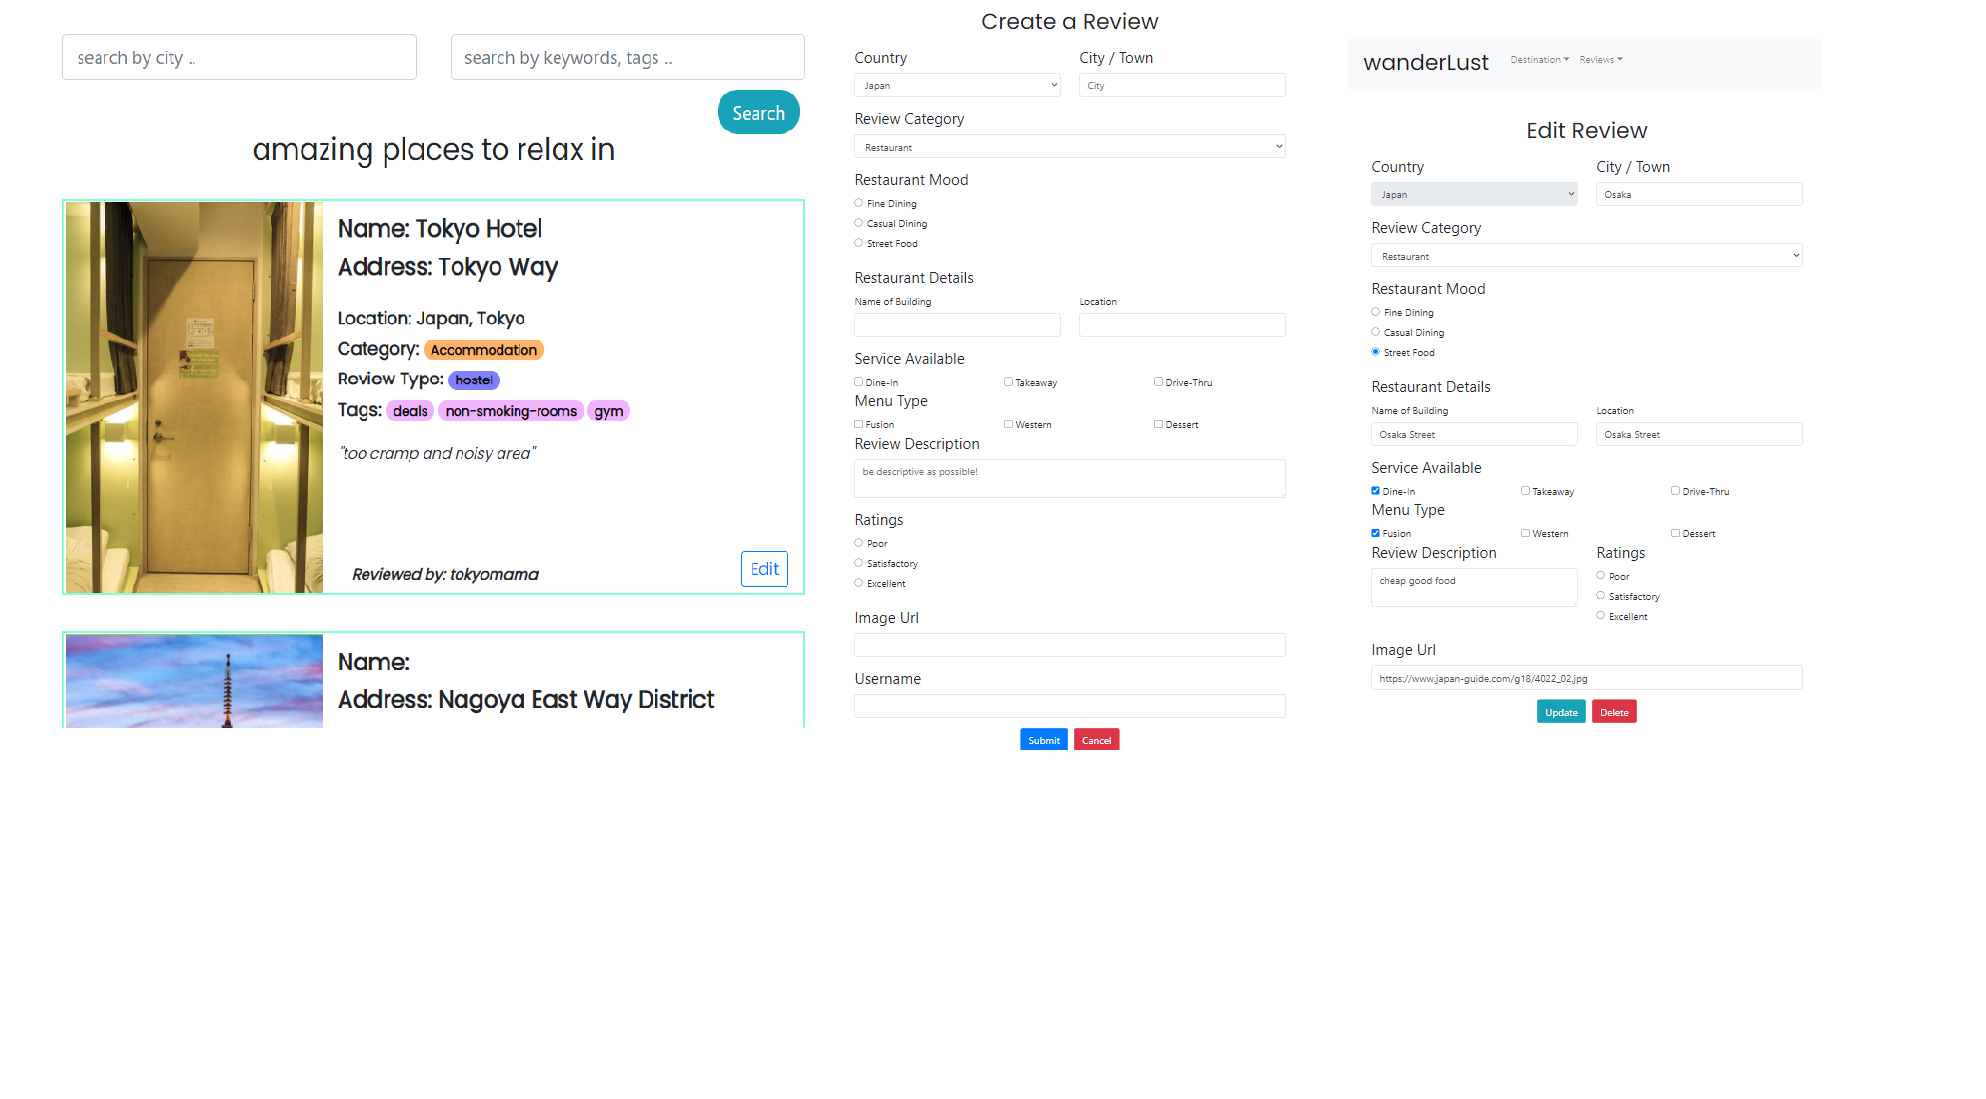 search by city ..
search by keywords, tags ..
Search
amazing places to relax in
Name: Tokyo Hotel
Address: Tokyo Way
Location: Japan, Tokyo
Category: Accommodation
Review Type: hostel
Tags: deals non-smoking-rooms gym
"too cramp and noisy area"
Reviewed by: tokyomama
Edit
Name:
Address: Nagoya East Way District
Create a Review
Country City / Town
Japan City
Review Category
Restaurant
Restaurant Mood
Fine Dining
Casual Dining
Street Food
Restaurant Details
Name of Building Location
Service Available
Dine-In Takeaway Drive-Thru
Menu Type
Fusion Western Dessert
Review Description
be descriptive as possible!
Ratings
Poor
Satisfactory
Excellent
Image Url
Username
Submit Cancel
wanderLust Destination Reviews
Edit Review
Country City / Town
Japan Osaka
Review Category
Restaurant
Restaurant Mood
Fine Dining
Casual Dining
Street Food
Restaurant Details
Name of Building Location
Osaka Street Osaka Street
Service Available
Dine-In Takeaway Drive-Thru
Menu Type
Fusion Western Dessert
Review Description Ratings
cheap good food
Poor
Satisfactory
Excellent
Image Url
https://www.japan-guide.com/g18/4022_02.jpg
Update Delete